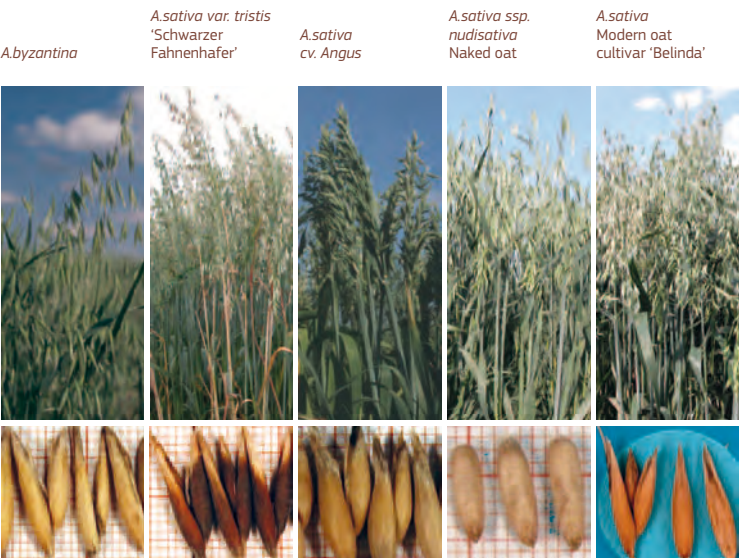 A.byzantina
A.sativa var. tristis
‘Schwarzer
Fahnenhafer’
A.sativa
cv. Angus
A.sativa ssp.
nudisativa
Naked oat
A.sativa
Modern oat
cultivar ‘Belinda’